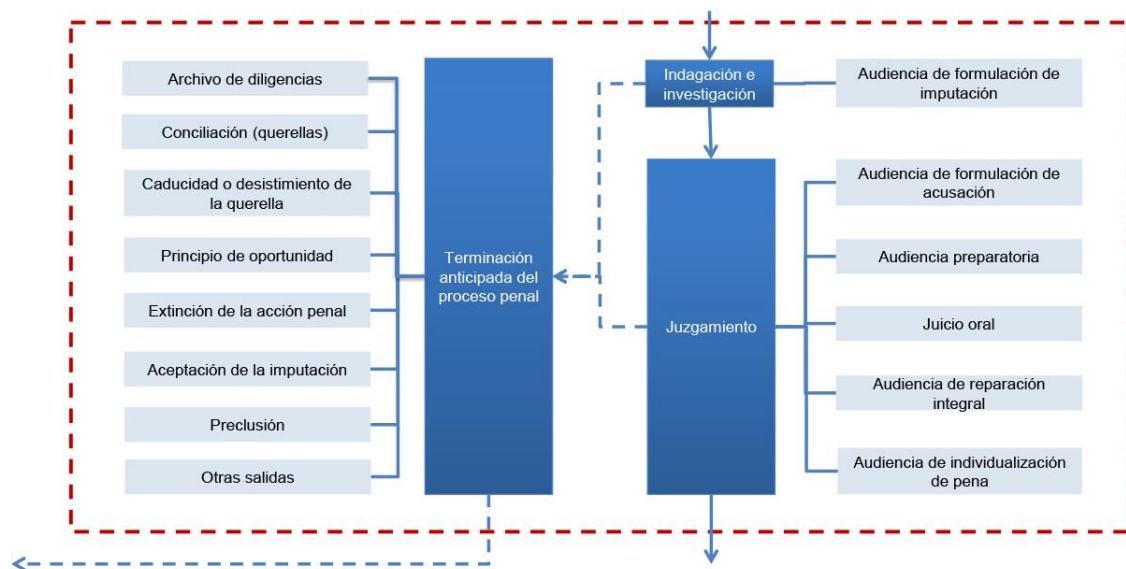 Archivo de diligencias
Conciliación (querellas)
Caducidad o desistimiento de
la querella
Principio de oportunidad
Extinción de la acción penal
Aceptación de la imputación
Preclusión
Otras salidas
Terminación
anticipada del
proceso penal
Indagación e
investigación
Juzgamiento
Audiencia de formulación de
imputación
Audiencia de formulación de
acusación
Audiencia preparatoria
Juicio oral
Audiencia de reparación
integral
Audiencia de individualización
de pena